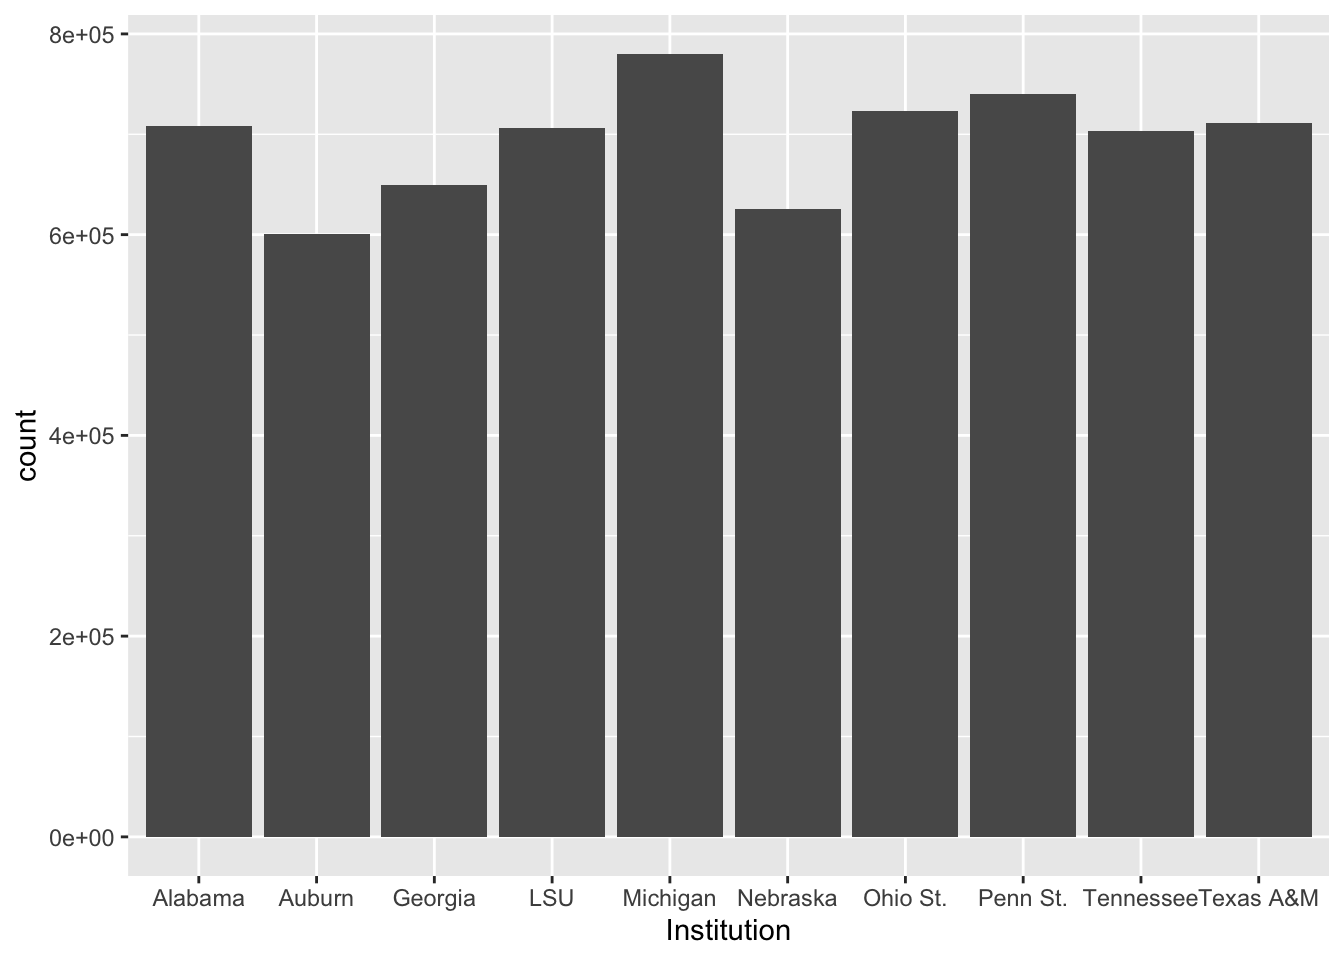 8e+05
6e+05
4e+05
2e+05
0e+00
count
Alabama Auburn Georgia LSU Michigan Nebraska Ohio St. Penn St. Tennessee Texas A&M
Institution